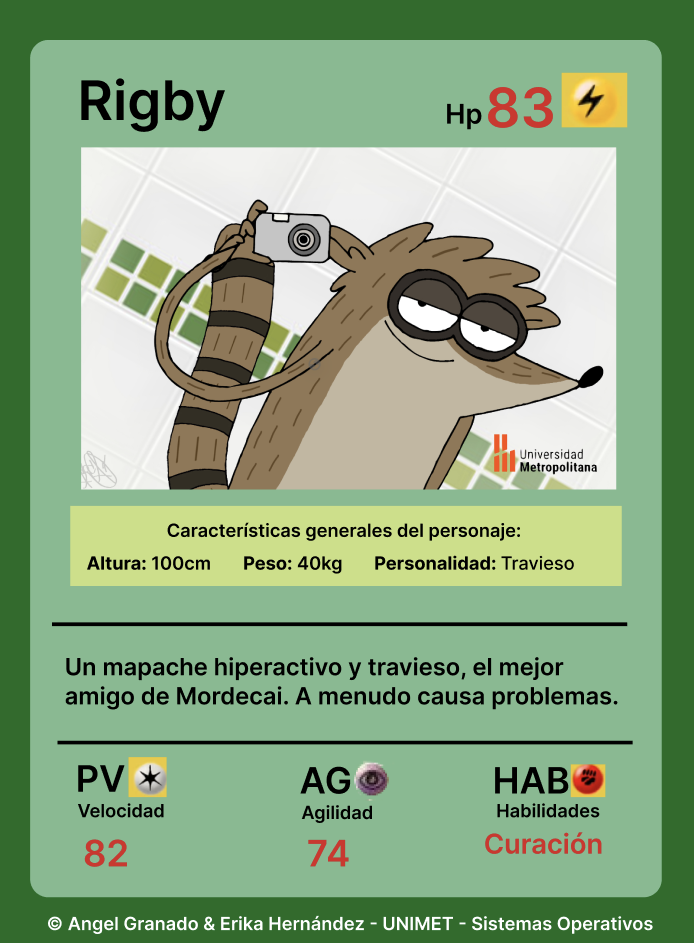 Rigby
Hp 83
Universidad
Metropolitana
Características generales del personaje:
Altura: 100cm Peso: 40kg Personalidad: Travieso
Un mapache hiperactivo y travieso, el mejor
amigo de Mordecai. A menudo causa problemas.
PV AG HAB
Velocidad Agilidad Habilidades
82 74 Curación
© Angel Granado & Erika Hernández - UNIMET - Sistemas Operativos